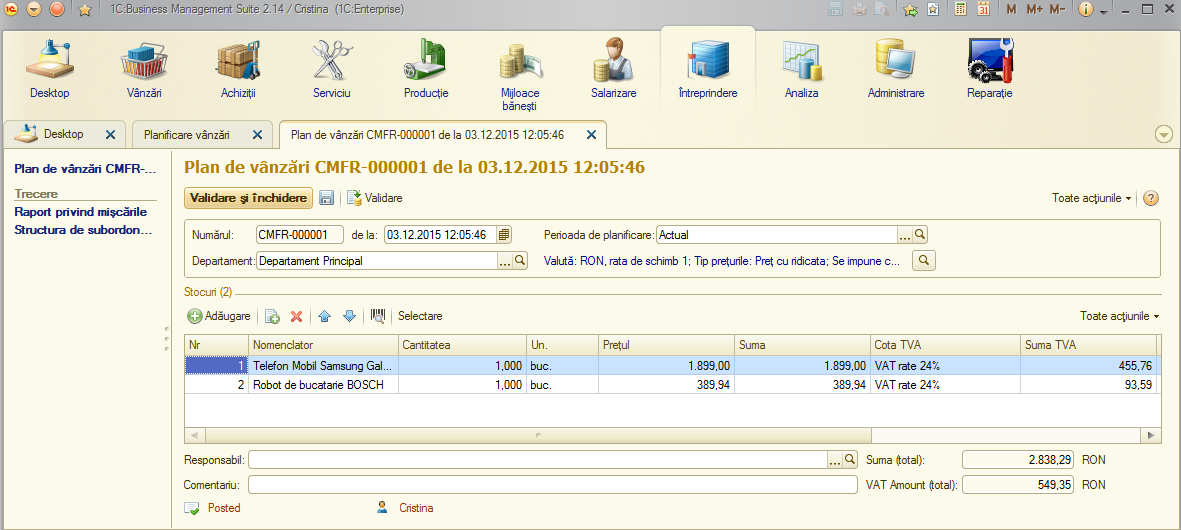 1C:Business Management Suite 2.14 / Cristina (1C:Enterprise)
M M+ M-
Desktop Vânzări Achiziții Serviciu Producție Mijloace bănești Salarizare Întreprindere Analiza Administrare Reparație
Desktop Planificare vânzări Plan de vânzări CMFR-000001 de la 03.12.2015 12:05:46
Plan de vânzări CMFR-...
Trecere
Raport privind mișcările
Structura de subordon...
Plan de vânzări CMFR-000001 de la 03.12.2015 12:05:46
Validare și închidere Validare Toate acțiunile
Numărul: CMFR-000001 de la: 03.12.2015 12:05:46 Perioada de planificare: Actual ...
Departament: Departament Principal ... Valută: RON, rata de schimb 1; Tip prețurile: Preț cu ridicata; Se impune c...
Stocuri (2)
Adăugare Selectare Toate acțiunile
Nr Nomenclator Cantitatea Un. Prețul Suma Cota TVA Suma TVA
1 Telefon Mobil Samsung Gal... 1,000 buc. 1.899,00 1.899,00 VAT rate 24% 455,76
2 Robot de bucatarie BOSCH 1,000 buc. 389,94 389,94 VAT rate 24% 93,59
Responsabil: ... Suma (total): 2.838,29 RON
Comentariu: VAT Amount (total): 549,35 RON
Posted Cristina